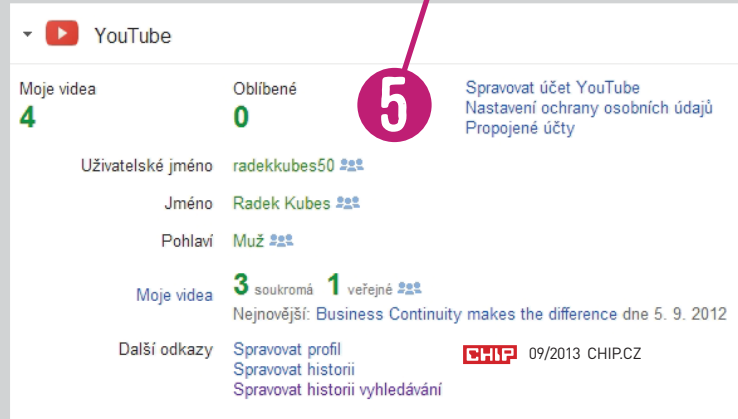 YouTube
5
Moje videa
4
Oblíbené
0
Spravovat účet YouTube
Nastavení ochrany osobních údajů
Propojené účty
Uživatelské jméno radekkubes50
Jméno Radek Kubes
Pohlaví Muž
Moje videa 3 soukromá 1 veřejné
Nejnovější: Business Continuity makes the difference dne 5. 9. 2012
Další odkazy Spravovat profil
Spravovat historii
Spravovat historii vyhledávání
CHIP 09/2013 CHIP.CZ